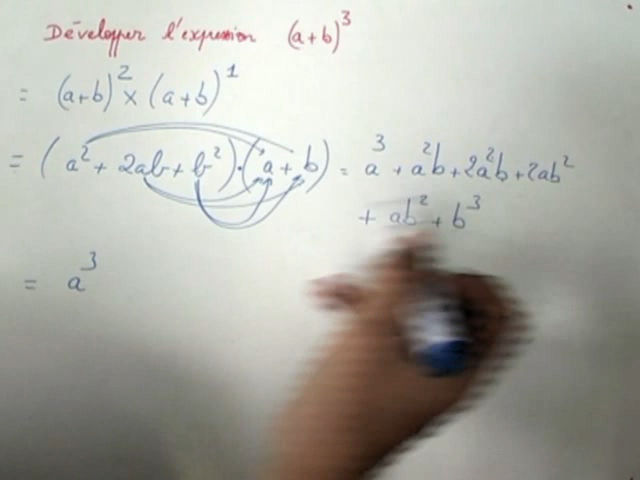 Développer l'expression (a+b)³
= (a+b)² × (a+b)¹
= (a² + 2ab + b²)·(a + b) = a³ + a²b + 2a²b + 2ab²
+ ab² + b³
= a³